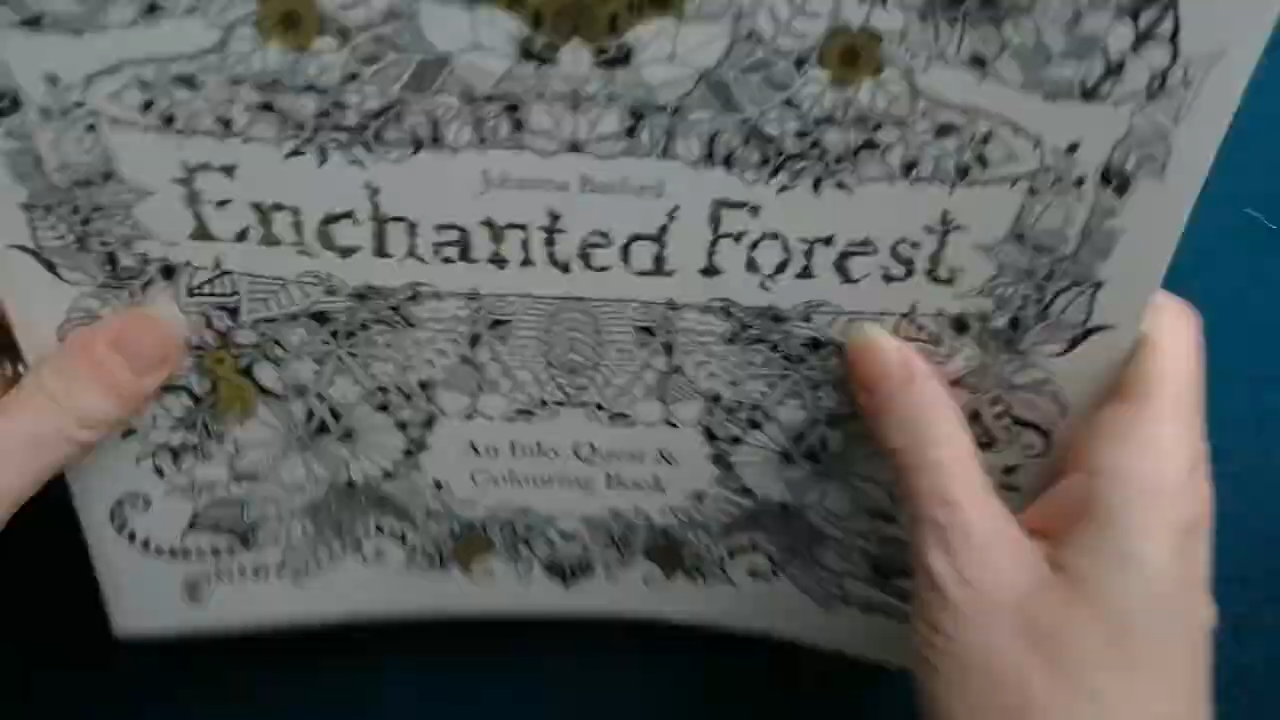 Johanna Basford
Enchanted Forest
An Inky Quest &
Colouring Book